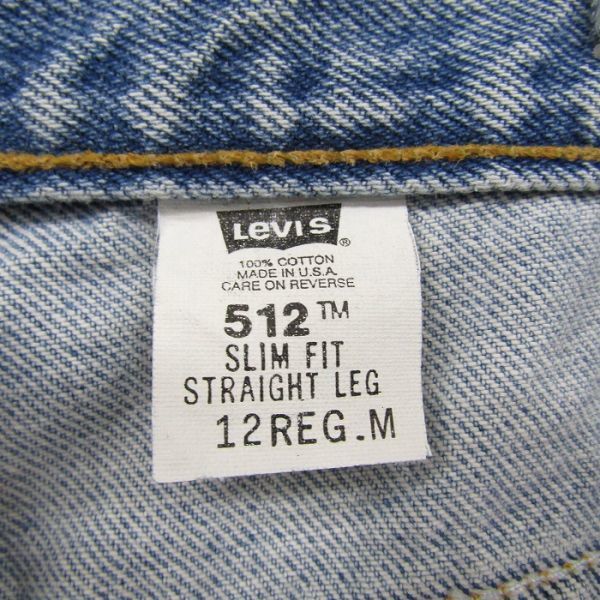 LEVI'S ®
100% COTTON
MADE IN U.S.A.
CARE ON REVERSE
512™
SLIM FIT
STRAIGHT LEG
12REG.M